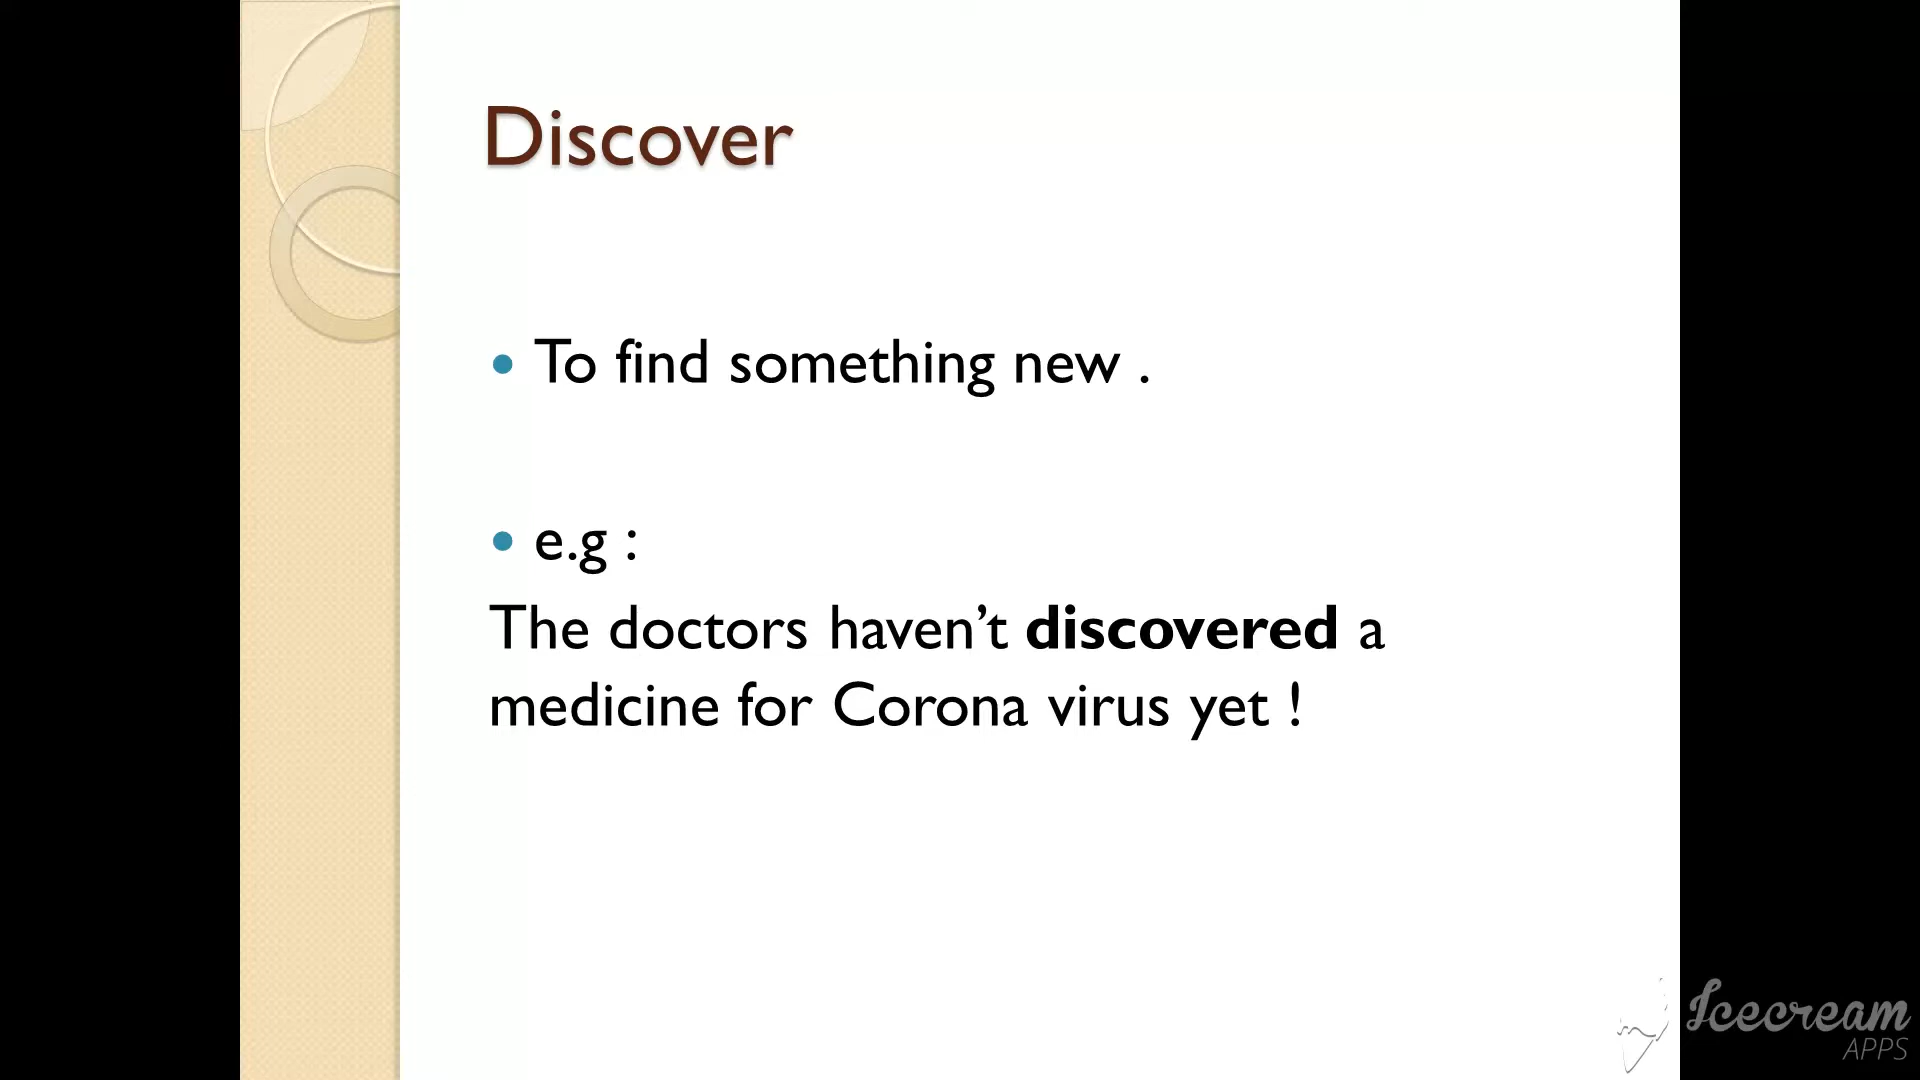 Discover
• To find something new .
• e.g :
The doctors haven’t discovered a
medicine for Corona virus yet !
Icecream
APPS